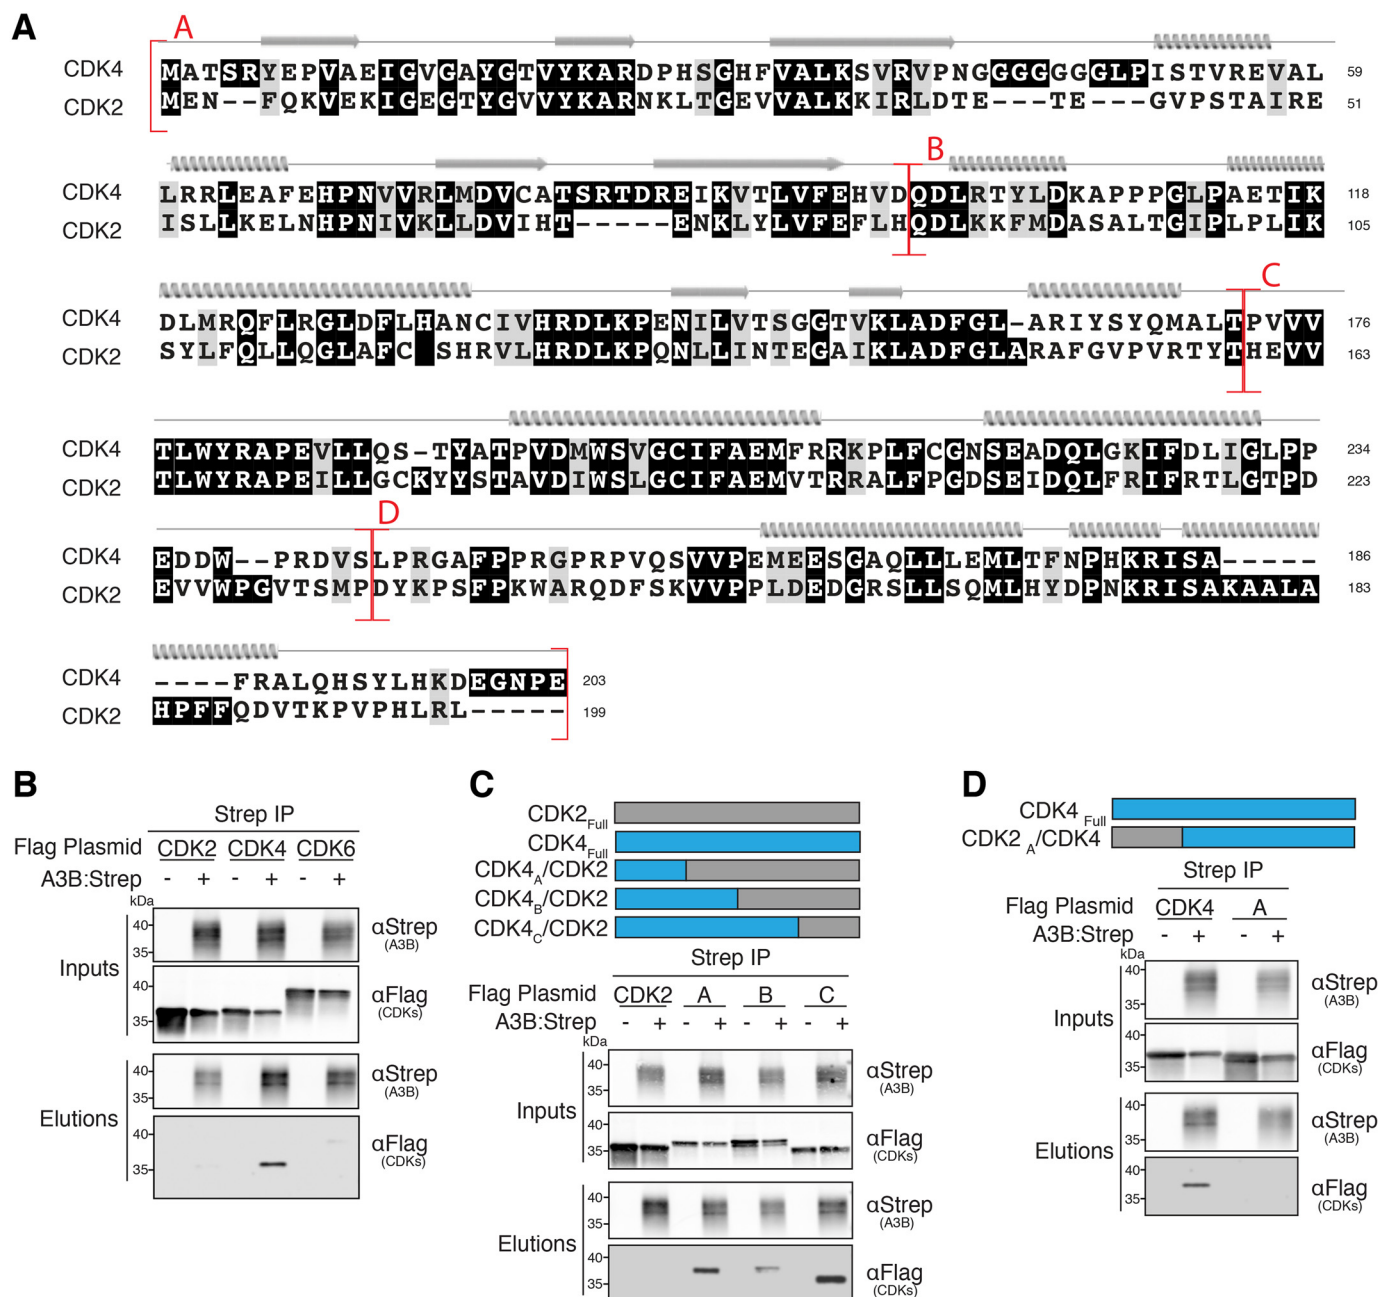 A
A
CDK4 MATSRYEPVAEIGVGAYGTVYKARDPHSGHFVALKSVRVPNGGGGGGGLPISTVREVAL 59
CDK2 MEN--FQKVEKIGEGTYGVVYKARNKLTGEVVALKKIRLDTE---TE---GVPSTAIRE 51
B
CDK4 LRRLEAFEHPNVVRLMDVCATSRTDREIKVTLVFEHVDQDLRTYLDKAPPPGLPAETIK 118
CDK2 ISLLKELNHPNIVKLLDVIHT-----ENKLYLVFEFLHQDLKKFMDASALTGIPLPLIK 105
C
CDK4 DLMRQFLRGLDFLHANCIVHRDLKPENILVTSGGTVKLADFGL-ARIYSYQMALTPVVV 176
CDK2 SYLFQLLQGLAFC SHRVLHRDLKPQNLLINTEGAIKLADFGLARAFGVPVRTYTHEVV 163
CDK4 TLWYRAPEVLLQS-TYATPVDMWSVGCIFAEMFRRKPLFCGNSEADQLGKIFDLIGLPP 234
CDK2 TLWYRAPEILLGCKYYSTAVDIWSLGCIFAEMVTRRALFPGDSEIDQLFRIFRTLGTPD 223
D
CDK4 EDDW--PRDVSLPRGAFPPRGPRPVQSVVPEMEESGAQLLLEMLTFNPHKRISA----- 186
CDK2 EVVWPGVTSMPDYKPSFPKWARQDFSKVVPPLDEDGRSLLSQMLHYDPNKRISAKAALA 183
CDK4 ----FRALQHSYLHKDEGNPE 203
CDK2 HPFFQDVTKPVPHLRL----- 199
B
Strep IP
Flag Plasmid CDK2 CDK4 CDK6
A3B:Strep - + - + - +
kDa
40-
35-
αStrep
(A3B)
Inputs
40-
35-
αFlag
(CDKs)
40-
35-
αStrep
(A3B)
Elutions
40-
35-
αFlag
(CDKs)
C
CDK2Full
CDK4Full
CDK4A/CDK2
CDK4B/CDK2
CDK4C/CDK2
Strep IP
Flag Plasmid CDK2 A B C
A3B:Strep - + - + - + - +
kDa
40-
35-
αStrep
(A3B)
Inputs
40-
35-
αFlag
(CDKs)
40-
35-
αStrep
(A3B)
Elutions
40-
35-
αFlag
(CDKs)
D
CDK4 Full
CDK2 A/CDK4
Strep IP
Flag Plasmid CDK4 A
A3B:Strep - + - +
kDa
40-
35-
αStrep
(A3B)
Inputs
40-
35-
αFlag
(CDKs)
40-
35-
αStrep
(A3B)
Elutions
40-
35-
αFlag
(CDKs)